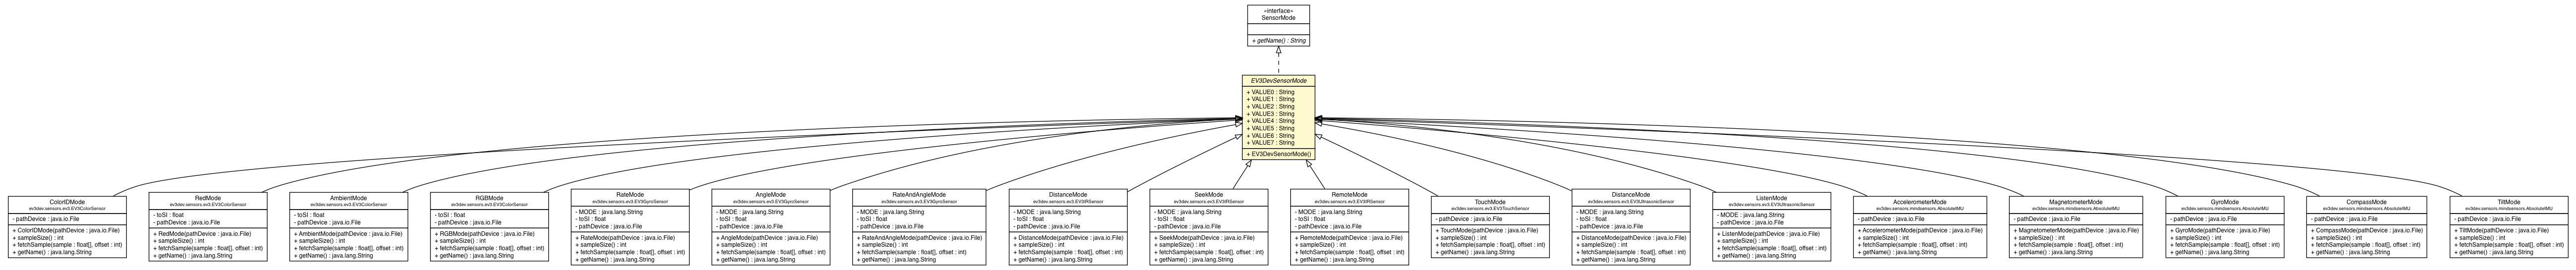 «interface»
SensorMode
+ getName() : String
EV3DevSensorMode
+ VALUE0 : String
+ VALUE1 : String
+ VALUE2 : String
+ VALUE3 : String
+ VALUE4 : String
+ VALUE5 : String
+ VALUE6 : String
+ VALUE7 : String
+ EV3DevSensorMode()
ColorIDMode
ev3dev.sensors.ev3.EV3ColorSensor
- pathDevice : java.io.File
+ ColorIDMode(pathDevice : java.io.File)
+ sampleSize() : int
+ fetchSample(sample : float[], offset : int)
+ getName() : java.lang.String
RedMode
ev3dev.sensors.ev3.EV3ColorSensor
- toSI : float
- pathDevice : java.io.File
+ RedMode(pathDevice : java.io.File)
+ sampleSize() : int
+ fetchSample(sample : float[], offset : int)
+ getName() : java.lang.String
AmbientMode
ev3dev.sensors.ev3.EV3ColorSensor
- toSI : float
- pathDevice : java.io.File
+ AmbientMode(pathDevice : java.io.File)
+ sampleSize() : int
+ fetchSample(sample : float[], offset : int)
+ getName() : java.lang.String
RGBMode
ev3dev.sensors.ev3.EV3ColorSensor
- toSI : float
- pathDevice : java.io.File
+ RGBMode(pathDevice : java.io.File)
+ sampleSize() : int
+ fetchSample(sample : float[], offset : int)
+ getName() : java.lang.String
RateMode
ev3dev.sensors.ev3.EV3GyroSensor
- MODE : java.lang.String
- toSI : float
- pathDevice : java.io.File
+ RateMode(pathDevice : java.io.File)
+ sampleSize() : int
+ fetchSample(sample : float[], offset : int)
+ getName() : java.lang.String
AngleMode
ev3dev.sensors.ev3.EV3GyroSensor
- MODE : java.lang.String
- toSI : float
- pathDevice : java.io.File
+ AngleMode(pathDevice : java.io.File)
+ sampleSize() : int
+ fetchSample(sample : float[], offset : int)
+ getName() : java.lang.String
RateAndAngleMode
ev3dev.sensors.ev3.EV3GyroSensor
- MODE : java.lang.String
- toSI : float
- pathDevice : java.io.File
+ RateAndAngleMode(pathDevice : java.io.File)
+ sampleSize() : int
+ fetchSample(sample : float[], offset : int)
+ getName() : java.lang.String
DistanceMode
ev3dev.sensors.ev3.EV3IRSensor
- MODE : java.lang.String
- toSI : float
- pathDevice : java.io.File
+ DistanceMode(pathDevice : java.io.File)
+ sampleSize() : int
+ fetchSample(sample : float[], offset : int)
+ getName() : java.lang.String
SeekMode
ev3dev.sensors.ev3.EV3IRSensor
- MODE : java.lang.String
- toSI : float
- pathDevice : java.io.File
+ SeekMode(pathDevice : java.io.File)
+ sampleSize() : int
+ fetchSample(sample : float[], offset : int)
+ getName() : java.lang.String
RemoteMode
ev3dev.sensors.ev3.EV3IRSensor
- MODE : java.lang.String
- toSI : float
- pathDevice : java.io.File
+ RemoteMode(pathDevice : java.io.File)
+ sampleSize() : int
+ fetchSample(sample : float[], offset : int)
+ getName() : java.lang.String
TouchMode
ev3dev.sensors.ev3.EV3TouchSensor
- pathDevice : java.io.File
+ TouchMode(pathDevice : java.io.File)
+ sampleSize() : int
+ fetchSample(sample : float[], offset : int)
+ getName() : java.lang.String
DistanceMode
ev3dev.sensors.ev3.EV3UltrasonicSensor
- MODE : java.lang.String
- toSI : float
- pathDevice : java.io.File
+ DistanceMode(pathDevice : java.io.File)
+ sampleSize() : int
+ fetchSample(sample : float[], offset : int)
+ getName() : java.lang.String
ListenMode
ev3dev.sensors.ev3.EV3UltrasonicSensor
- MODE : java.lang.String
- pathDevice : java.io.File
+ ListenMode(pathDevice : java.io.File)
+ sampleSize() : int
+ fetchSample(sample : float[], offset : int)
+ getName() : java.lang.String
AccelerometerMode
ev3dev.sensors.mindsensors.AbsoluteIMU
- pathDevice : java.io.File
+ AccelerometerMode(pathDevice : java.io.File)
+ sampleSize() : int
+ fetchSample(sample : float[], offset : int)
+ getName() : java.lang.String
MagnetometerMode
ev3dev.sensors.mindsensors.AbsoluteIMU
- pathDevice : java.io.File
+ MagnetometerMode(pathDevice : java.io.File)
+ sampleSize() : int
+ fetchSample(sample : float[], offset : int)
+ getName() : java.lang.String
GyroMode
ev3dev.sensors.mindsensors.AbsoluteIMU
- pathDevice : java.io.File
+ GyroMode(pathDevice : java.io.File)
+ sampleSize() : int
+ fetchSample(sample : float[], offset : int)
+ getName() : java.lang.String
CompassMode
ev3dev.sensors.mindsensors.AbsoluteIMU
- pathDevice : java.io.File
+ CompassMode(pathDevice : java.io.File)
+ sampleSize() : int
+ fetchSample(sample : float[], offset : int)
+ getName() : java.lang.String
TiltMode
ev3dev.sensors.mindsensors.AbsoluteIMU
- pathDevice : java.io.File
+ TiltMode(pathDevice : java.io.File)
+ sampleSize() : int
+ fetchSample(sample : float[], offset : int)
+ getName() : java.lang.String